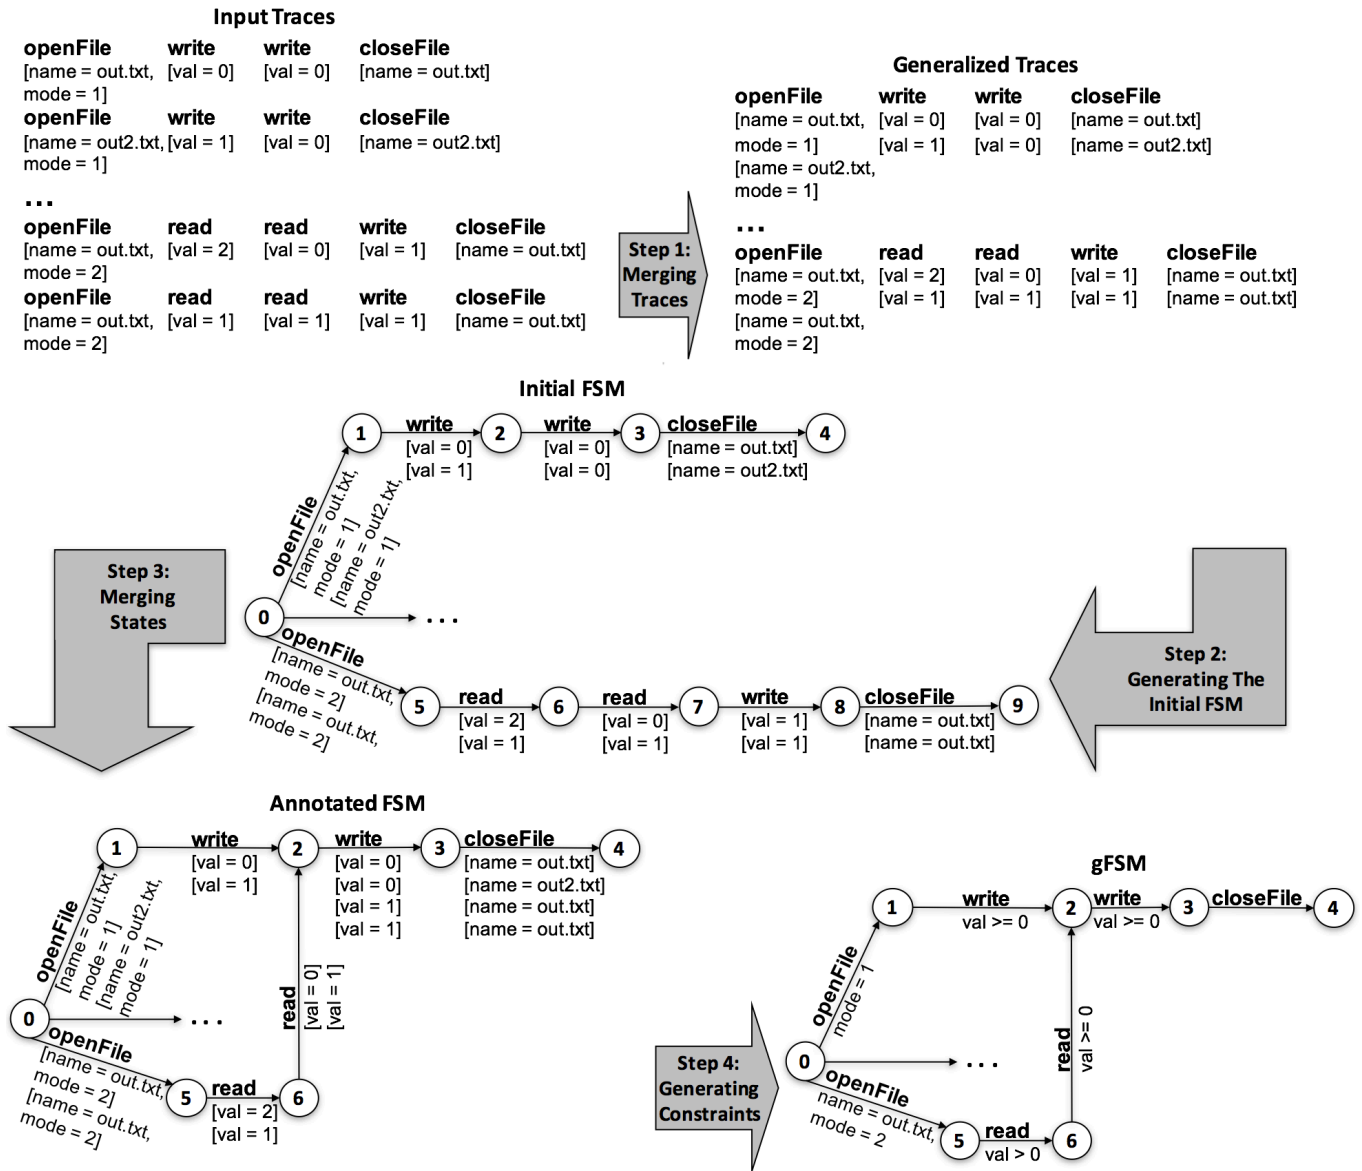 Input Traces
openFile write write closeFile
[name = out.txt, [val = 0] [val = 0] [name = out.txt]
mode = 1]
openFile write write closeFile
[name = out2.txt, [val = 1] [val = 0] [name = out2.txt]
mode = 1]
...
openFile read read write closeFile
[name = out.txt, [val = 2] [val = 0] [val = 1] [name = out.txt]
mode = 2]
openFile read read write closeFile
[name = out.txt, [val = 1] [val = 1] [val = 1] [name = out.txt]
mode = 2]
Step 1:
Merging
Traces
Generalized Traces
openFile write write closeFile
[name = out.txt, [val = 0] [val = 0] [name = out.txt]
mode = 1] [val = 1] [val = 0] [name = out2.txt]
[name = out2.txt,
mode = 1]
...
openFile read read write closeFile
[name = out.txt, [val = 2] [val = 0] [val = 1] [name = out.txt]
mode = 2] [val = 1] [val = 1] [val = 1] [name = out.txt]
[name = out.txt,
mode = 2]
Step 2:
Generating The
Initial FSM
Initial FSM
1 write 2 write 3 closeFile 4
[val = 0] [val = 0] [name = out.txt]
[val = 1] [val = 0] [name = out2.txt]
openFile
[name = out.txt,
mode = 1]
[name = out2.txt,
mode = 1]
0 ...
openFile
[name = out.txt,
mode = 2]
[name = out.txt,
mode = 2]
5 read 6 read 7 write 8 closeFile 9
[val = 2] [val = 0] [val = 1] [name = out.txt]
[val = 1] [val = 1] [val = 1] [name = out.txt]
Step 3:
Merging
States
Annotated FSM
1 write 2 write 3 closeFile 4
[val = 0] [val = 0] [name = out.txt]
[val = 1] [val = 0] [name = out2.txt]
[val = 1] [name = out.txt]
[val = 1] [name = out.txt]
openFile
[name = out.txt,
mode = 1]
[name = out2.txt,
mode = 1]
read
[val = 0]
[val = 1]
0 ...
openFile
[name = out.txt,
mode = 2]
[name = out.txt,
mode = 2]
5 read 6
[val = 2]
[val = 1]
Step 4:
Generating
Constraints
gFSM
1 write 2 write 3 closeFile 4
val >= 0 val >= 0
openFile
mode = 1
read
val >= 0
0 ...
openFile
name = out.txt,
mode = 2
5 read 6
val > 0